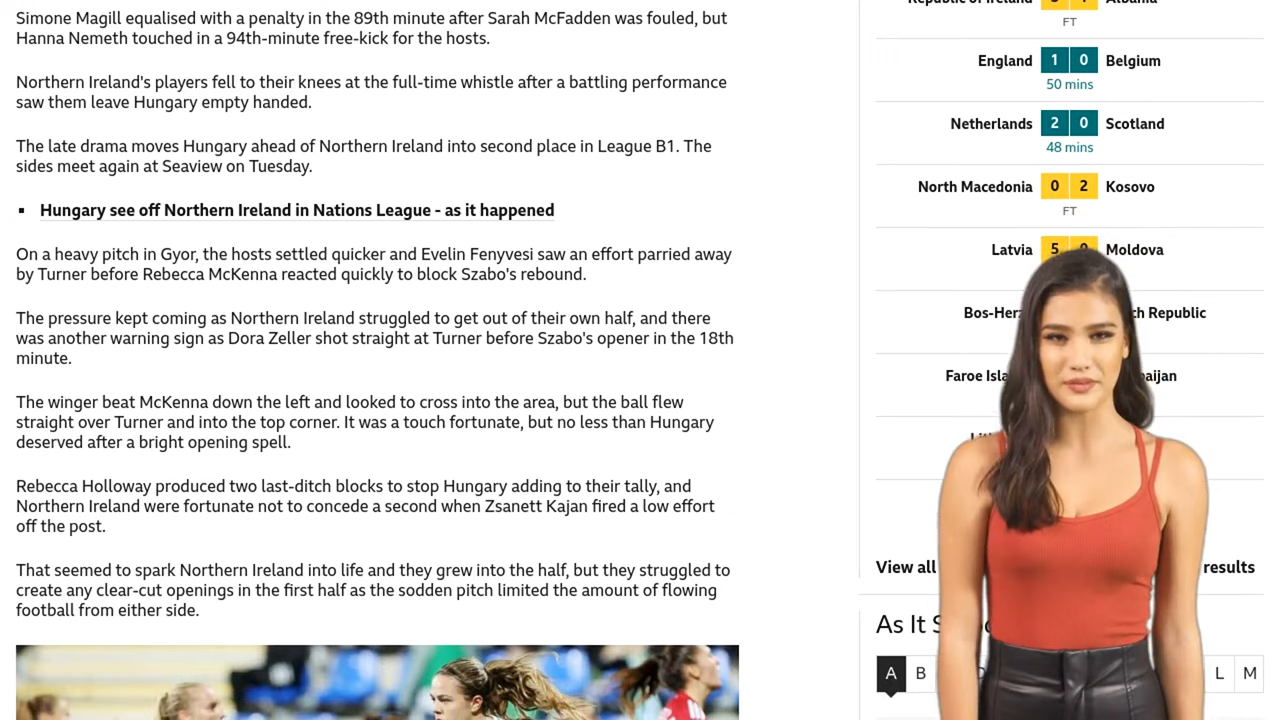 Simone Magill equalised with a penalty in the 89th minute after Sarah McFadden was fouled, but
Hanna Nemeth touched in a 94th-minute free-kick for the hosts.
Northern Ireland's players fell to their knees at the full-time whistle after a battling performance
saw them leave Hungary empty handed.
The late drama moves Hungary ahead of Northern Ireland into second place in League B1. The
sides meet again at Seaview on Tuesday.
▪ Hungary see off Northern Ireland in Nations League - as it happened
On a heavy pitch in Gyor, the hosts settled quicker and Evelin Fenyvesi saw an effort parried away
by Turner before Rebecca McKenna reacted quickly to block Szabo's rebound.
The pressure kept coming as Northern Ireland struggled to get out of their own half, and there
was another warning sign as Dora Zeller shot straight at Turner before Szabo's opener in the 18th
minute.
The winger beat McKenna down the left and looked to cross into the area, but the ball flew
straight over Turner and into the top corner. It was a touch fortunate, but no less than Hungary
deserved after a bright opening spell.
Rebecca Holloway produced two last-ditch blocks to stop Hungary adding to their tally, and
Northern Ireland were fortunate not to concede a second when Zsanett Kajan fired a low effort
off the post.
That seemed to spark Northern Ireland into life and they grew into the half, but they struggled to
create any clear-cut openings in the first half as the sodden pitch limited the amount of flowing
football from either side.
Republic of Ireland Albania
FT
England 1 0 Belgium
50 mins
Netherlands 2 0 Scotland
48 mins
North Macedonia 0 2 Kosovo
FT
Latvia 5 Moldova
Republic
Faroe
View all results
As It
A B L M